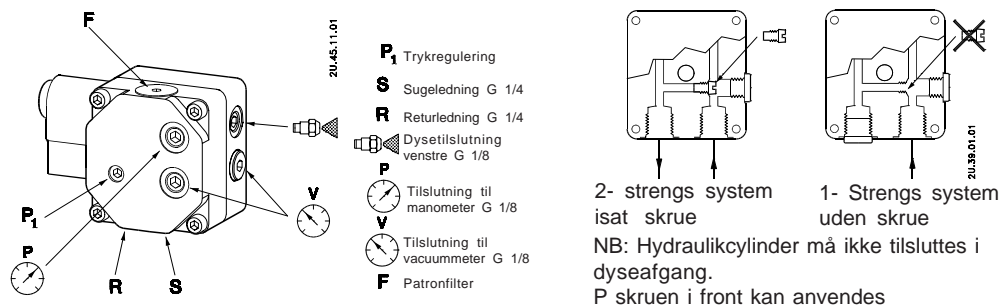 F
2U.45.11.01
P₁
P
R
S
V
P₁ Trykregulering
S Sugeledning G 1/4
R Returledning G 1/4
Dysetilslutning
venstre G 1/8
P
Tilslutning til
manometer G 1/8
V
Tilslutning til
vacuummeter G 1/8
F Patronfilter
2U.39.01.01
2- strengs system
isat skrue
1- Strengs system
uden skrue
NB: Hydraulikcylinder må ikke tilsluttes i
dyseafgang.
P skruen i front kan anvendes